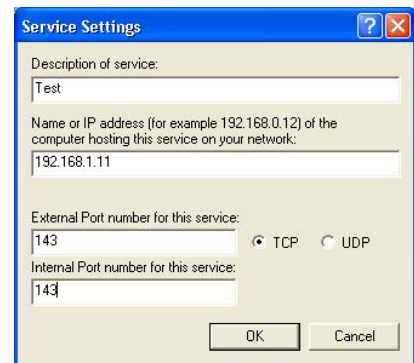 Service Settings
Description of service:
Test
Name or IP address (for example 192.168.0.12) of the
computer hosting this service on your network:
192.168.1.11
External Port number for this service:
143
TCP
UDP
Internal Port number for this service:
143
OK
Cancel